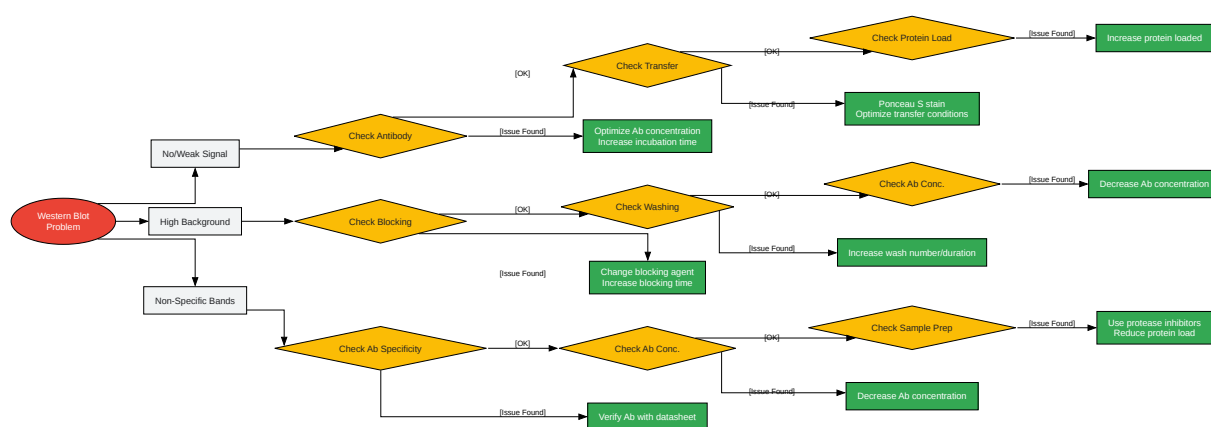 Check Protein Load
[Issue Found]
Increase protein loaded
[OK]
Check Transfer
[OK]
[Issue Found]
Ponceau S stain
Optimize transfer conditions
Check Antibody
[Issue Found]
Optimize Ab concentration
Increase incubation time
No/Weak Signal
Western Blot
Problem
High Background
Check Blocking
[OK]
Check Washing
[OK]
Check Ab Conc.
[Issue Found]
Decrease Ab concentration
[Issue Found]
Increase wash number/duration
[Issue Found]
Change blocking agent
Increase blocking time
Non-Specific Bands
Check Ab Specificity
[OK]
Check Ab Conc.
[OK]
Check Sample Prep
[Issue Found]
Use protease inhibitors
Reduce protein load
[Issue Found]
Decrease Ab concentration
[Issue Found]
Verify Ab with datasheet